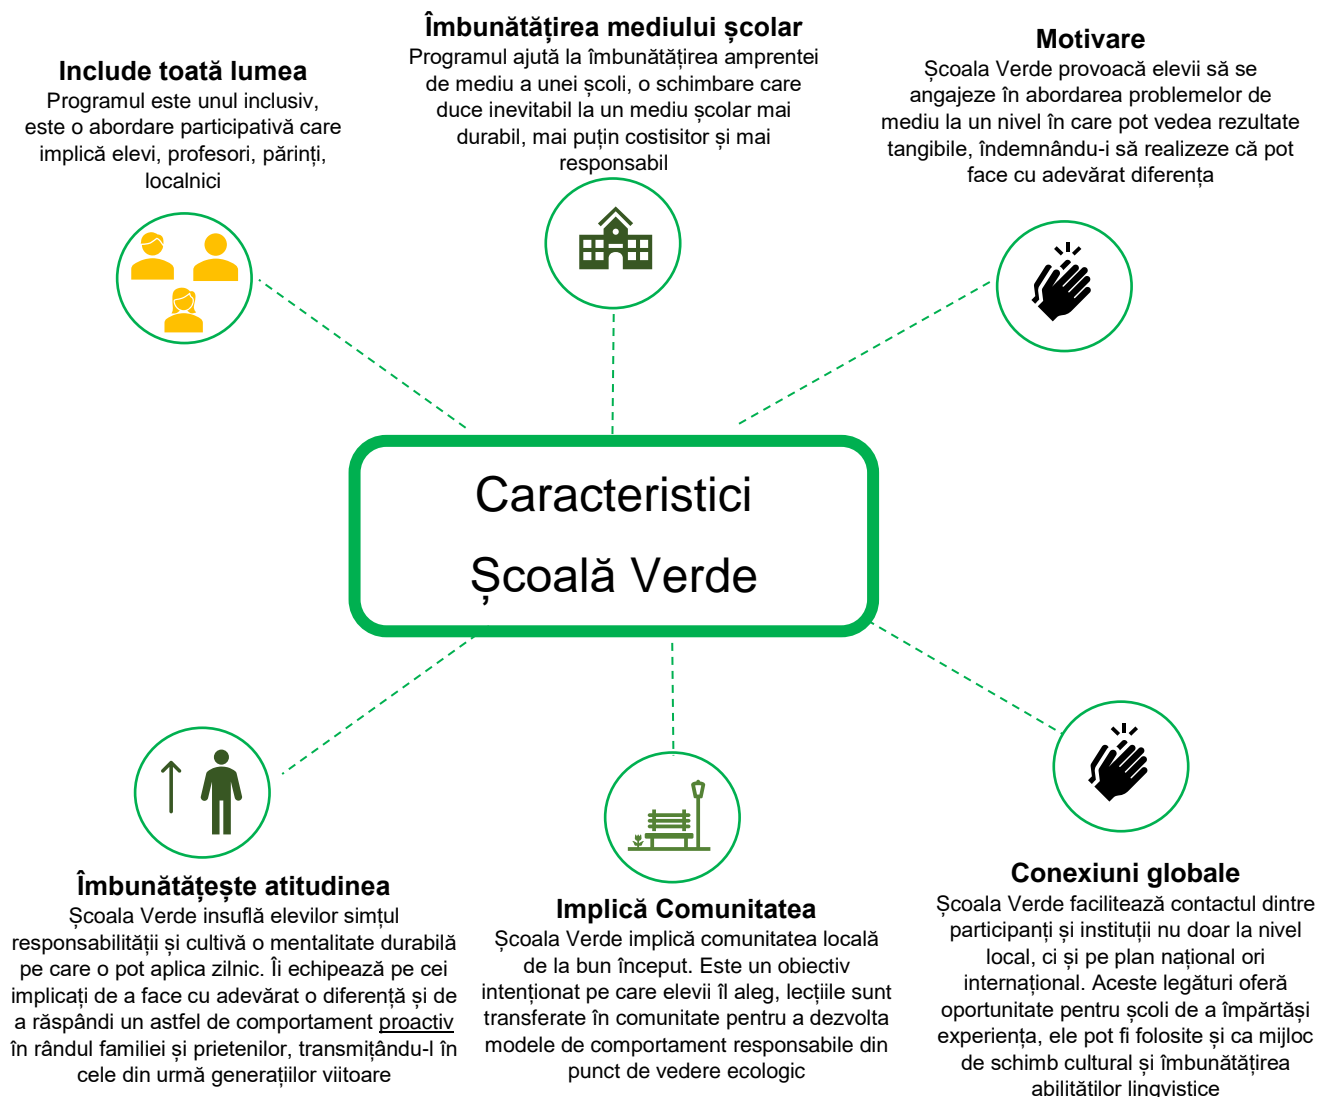 Include toată lumea
Programul este unul inclusiv,
este o abordare participativă care
implică elevi, profesori, părinți,
localnici
Îmbunătățirea mediului școlar
Programul ajută la îmbunătățirea amprentei
de mediu a unei școli, o schimbare care
duce inevitabil la un mediu școlar mai
durabil, mai puțin costisitor și mai
responsabil
Motivare
Școala Verde provoacă elevii să se
angajeze în abordarea problemelor de
mediu la un nivel în care pot vedea rezultate
tangibile, îndemnându-i să realizeze că pot
face cu adevărat diferența
Caracteristici
Școală Verde
Îmbunătățește atitudinea
Școala Verde insuflă elevilor simțul
responsabilității și cultivă o mentalitate durabilă
pe care o pot aplica zilnic. Îi echipează pe cei
implicați de a face cu adevărat o diferență și de
a răspândi un astfel de comportament proactiv
în rândul familiei și prietenilor, transmițându-l în
cele din urmă generațiilor viitoare
Implică Comunitatea
Școala Verde implică comunitatea locală
de la bun început. Este un obiectiv
intenționat pe care elevii îl aleg, lecțiile sunt
transferate în comunitate pentru a dezvolta
modele de comportament responsabile din
punct de vedere ecologic
Conexiuni globale
Școala Verde facilitează contactul dintre
participanți și instituții nu doar la nivel
local, ci și pe plan național ori
internațional. Aceste legături oferă
oportunitate pentru școli de a împărtăși
experiența, ele pot fi folosite și ca mijloc
de schimb cultural și îmbunătățirea
abilităților lingvistice